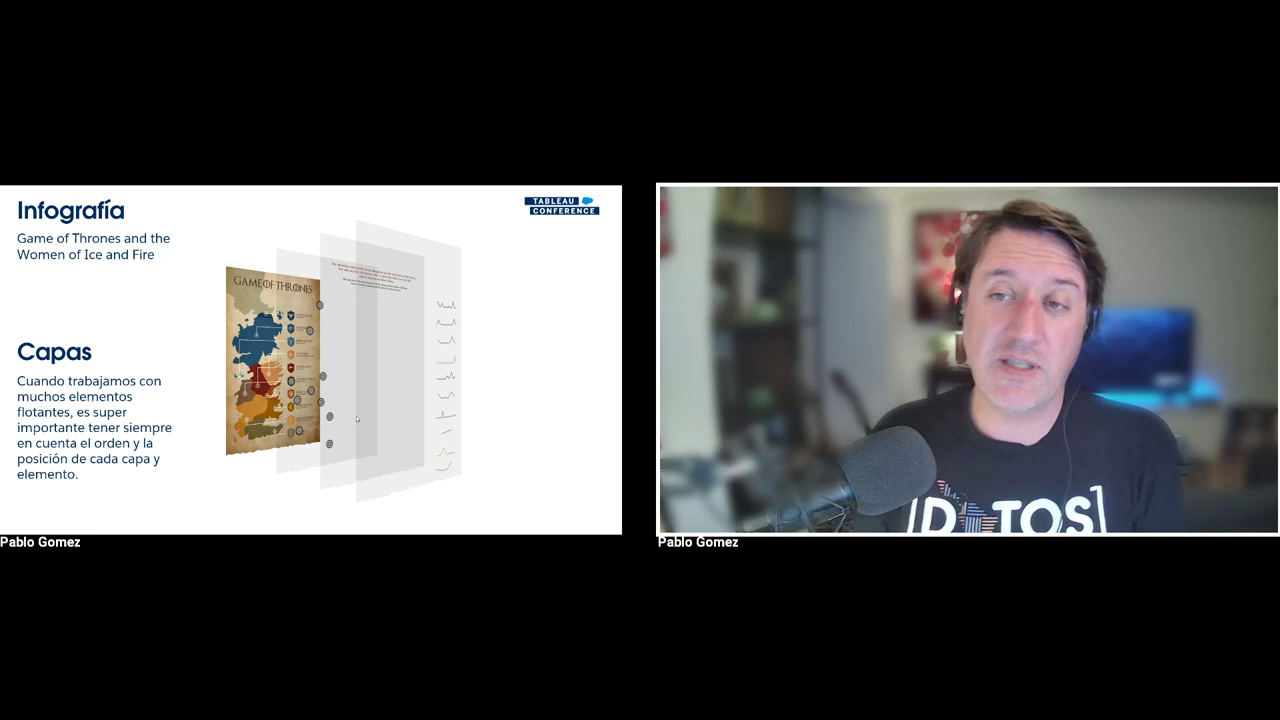 Infografía
Game of Thrones and the
Women of Ice and Fire
TABLEAU
CONFERENCE
GAME OF THRONES
Capas
Cuando trabajamos con
muchos elementos
flotantes, es super
importante tener siempre
en cuenta el orden y la
posición de cada capa y
elemento.
Pablo Gomez
[DATOS]
Pablo Gomez